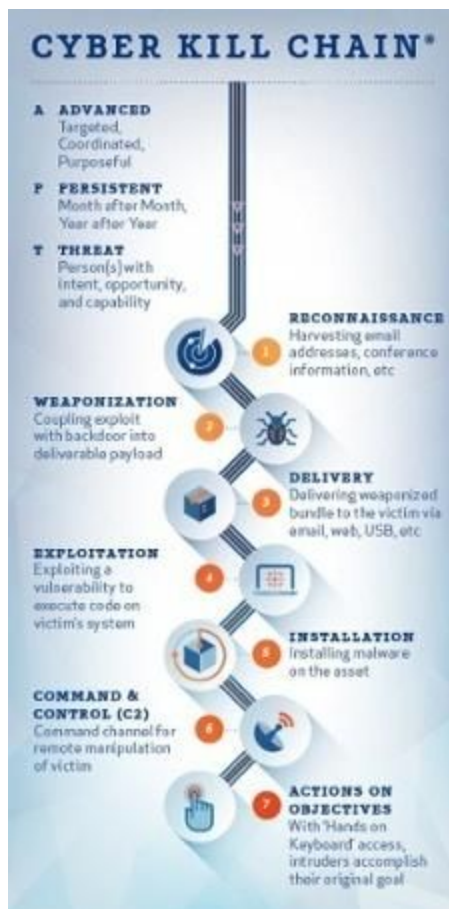 CYBER KILL CHAIN®
A ADVANCED
Targeted,
Coordinated,
Purposeful
P PERSISTENT
Month after Month,
Year after Year
T THREAT
Person(s) with
intent, opportunity,
and capability
1
RECONNAISSANCE
Harvesting email
addresses, conference
information, etc
WEAPONIZATION
Coupling exploit
with backdoor into
deliverable payload
2
3
DELIVERY
Delivering weaponized
bundle to the victim via
email, web, USB, etc
EXPLOITATION
Exploiting a
vulnerability to
execute code on
victim's system
4
5
INSTALLATION
Installing malware
on the asset
COMMAND &
CONTROL (C2)
Command channel for
remote manipulation
of victim
6
7
ACTIONS ON
OBJECTIVES
With 'Hands on
Keyboard' access,
intruders accomplish
their original goal